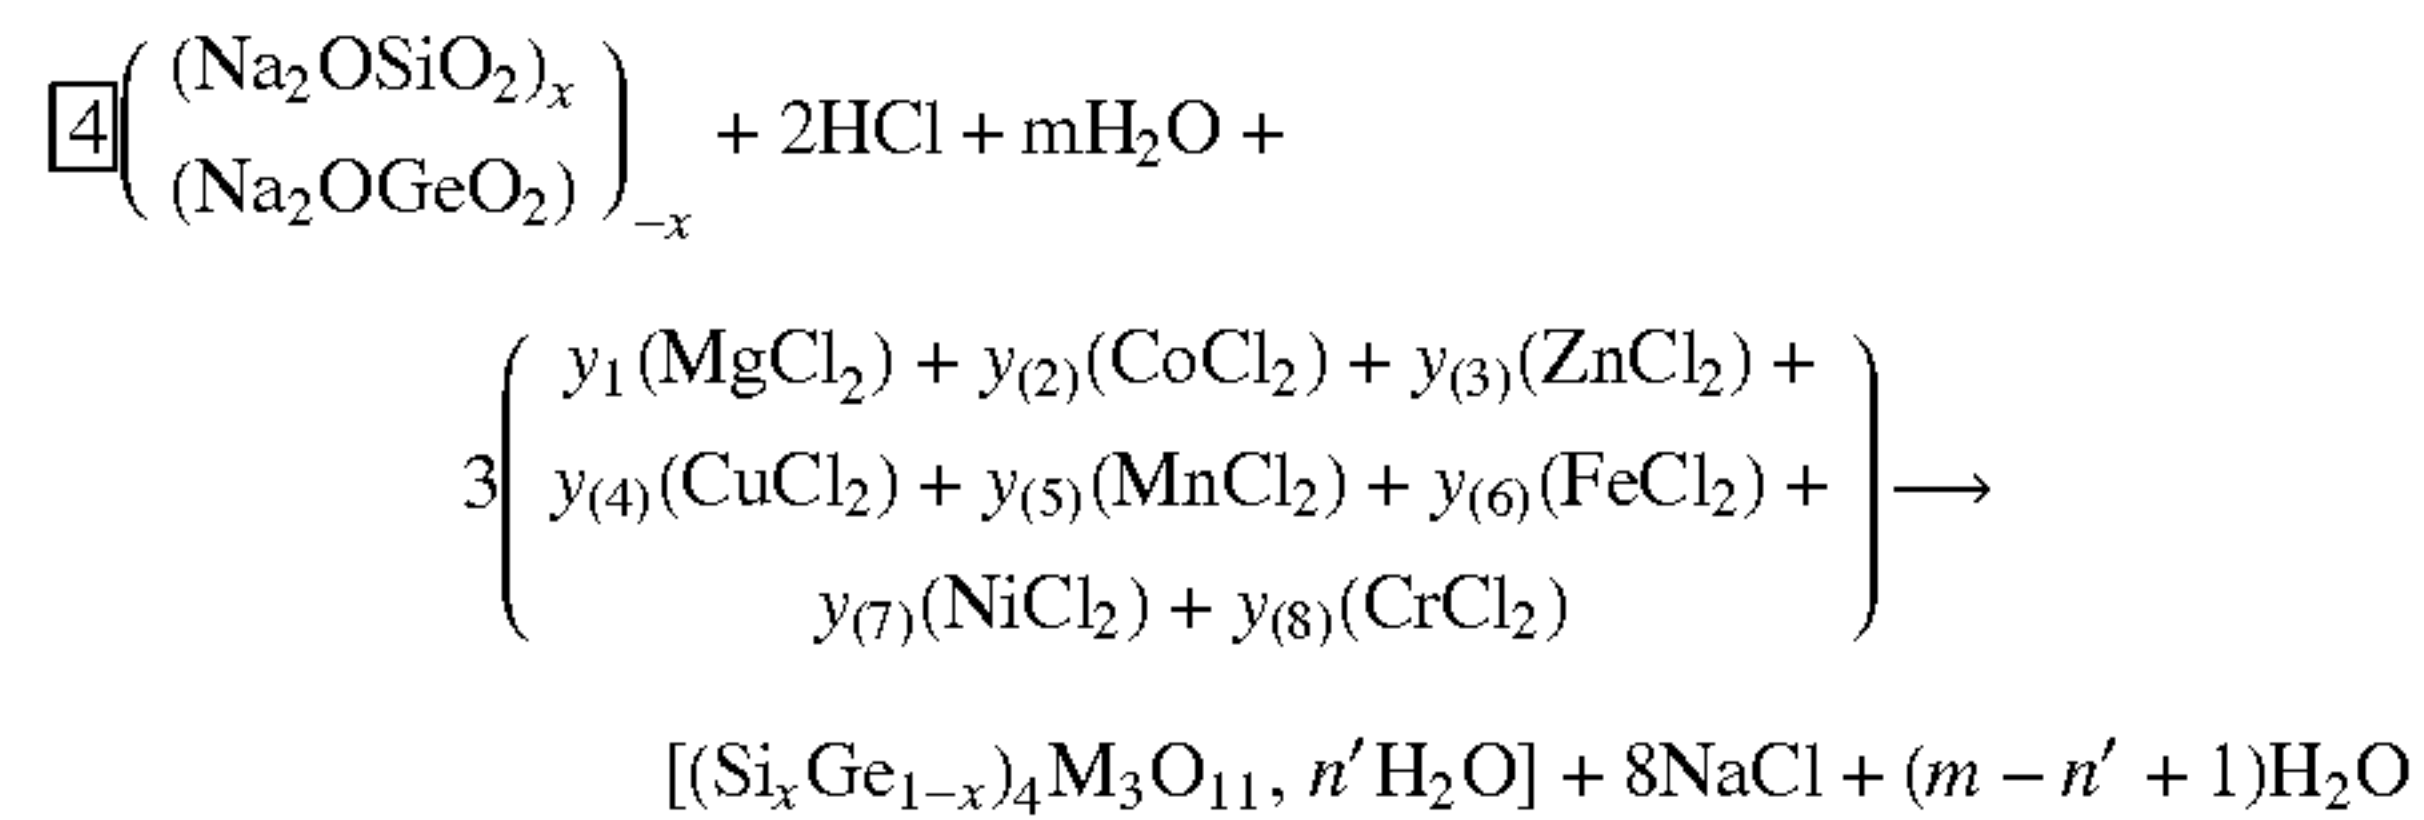 4((Na₂OSiO₂)ₓ
(Na₂OGeO₂))₋ₓ + 2HCl + mH₂O +
3(y₁(MgCl₂) + y₍₂₎(CoCl₂) + y₍₃₎(ZnCl₂) +
y₍₄₎(CuCl₂) + y₍₅₎(MnCl₂) + y₍₆₎(FeCl₂) +
y₍₇₎(NiCl₂) + y₍₈₎(CrCl₂)) ⟶
[(SiₓGe₁₋ₓ)₄M₃O₁₁, n′H₂O] + 8NaCl + (m − n′ + 1)H₂O